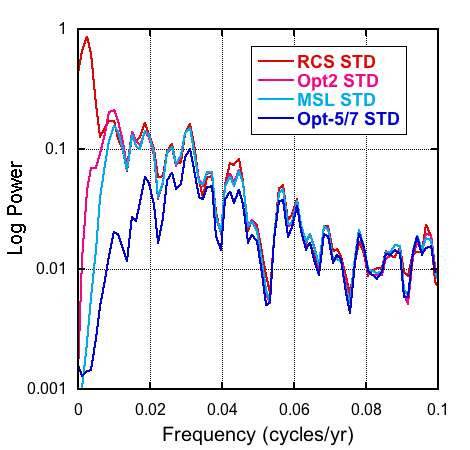 1
0.1
0.01
0.001
Log Power
RCS STD
Opt2 STD
MSL STD
Opt-5/7 STD
0 0.02 0.04 0.06 0.08 0.1
Frequency (cycles/yr)